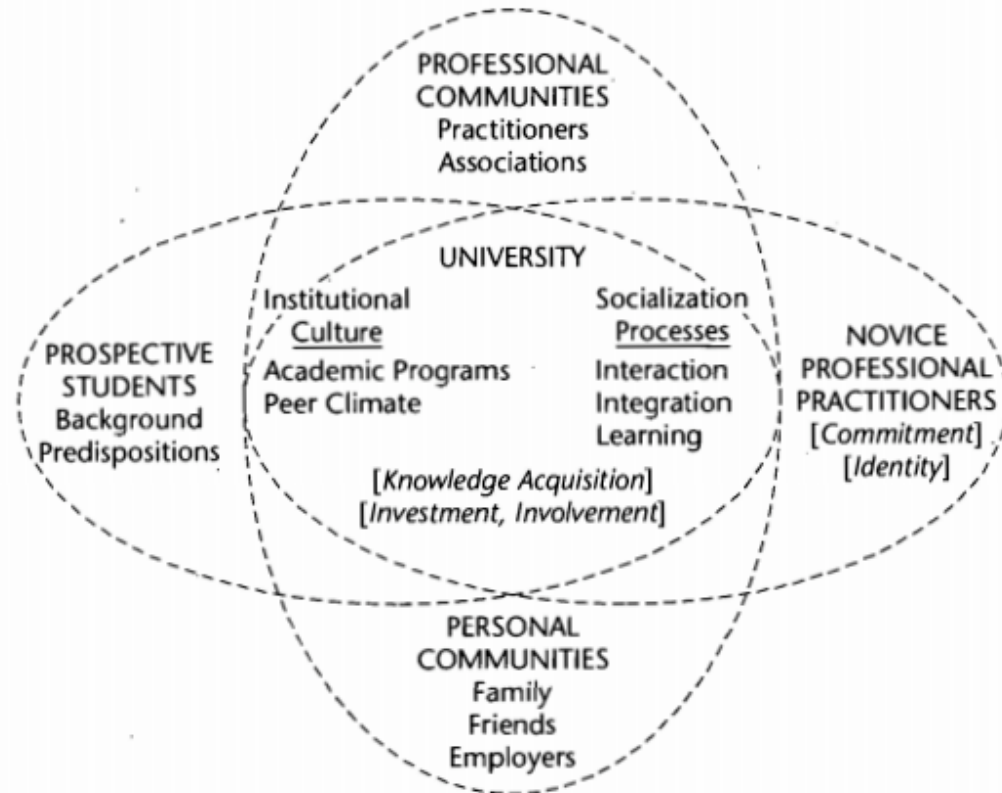 PROFESSIONAL
COMMUNITIES
Practitioners
Associations
UNIVERSITY
Institutional
Culture
Academic Programs
Peer Climate
Socialization
Processes
Interaction
Integration
Learning
PROSPECTIVE
STUDENTS
Background
Predispositions
NOVICE
PROFESSIONAL
PRACTITIONERS
[Commitment]
[Identity]
[Knowledge Acquisition]
[Investment, Involvement]
PERSONAL
COMMUNITIES
Family
Friends
Employers